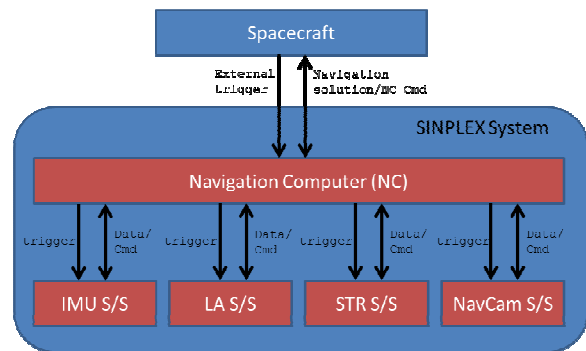 Spacecraft
External
trigger
Navigation
solution/NC Cmd
SINPLEX System
Navigation Computer (NC)
trigger
Data/
Cmd
trigger
Data/
Cmd
trigger
Data/
Cmd
trigger
Data/
Cmd
IMU S/S
LA S/S
STR S/S
NavCam S/S